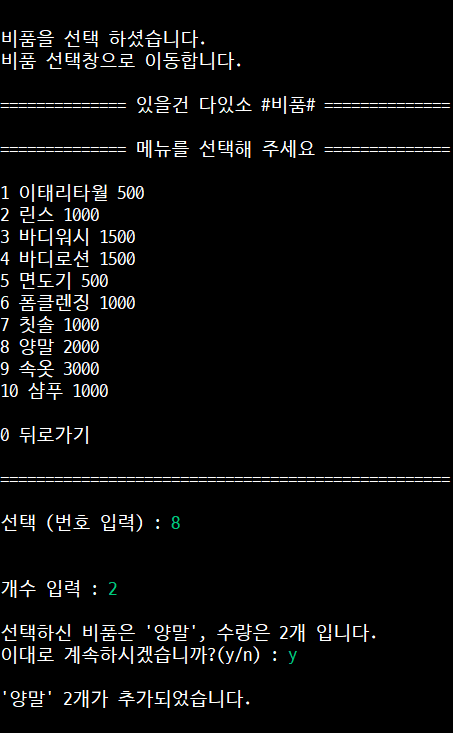 비품을 선택 하셨습니다.
비품 선택창으로 이동합니다.
============== 있을건 다있소 #비품# ==============
============== 메뉴를 선택해 주세요 ==============
1 이태리타월 500
2 린스 1000
3 바디워시 1500
4 바디로션 1500
5 면도기 500
6 폼클렌징 1000
7 칫솔 1000
8 양말 2000
9 속옷 3000
10 샴푸 1000
0 뒤로가기
==================================================
선택 (번호 입력) : 8
개수 입력 : 2
선택하신 비품은 '양말', 수량은 2개 입니다.
이대로 계속하시겠습니까?(y/n) : y
'양말' 2개가 추가되었습니다.